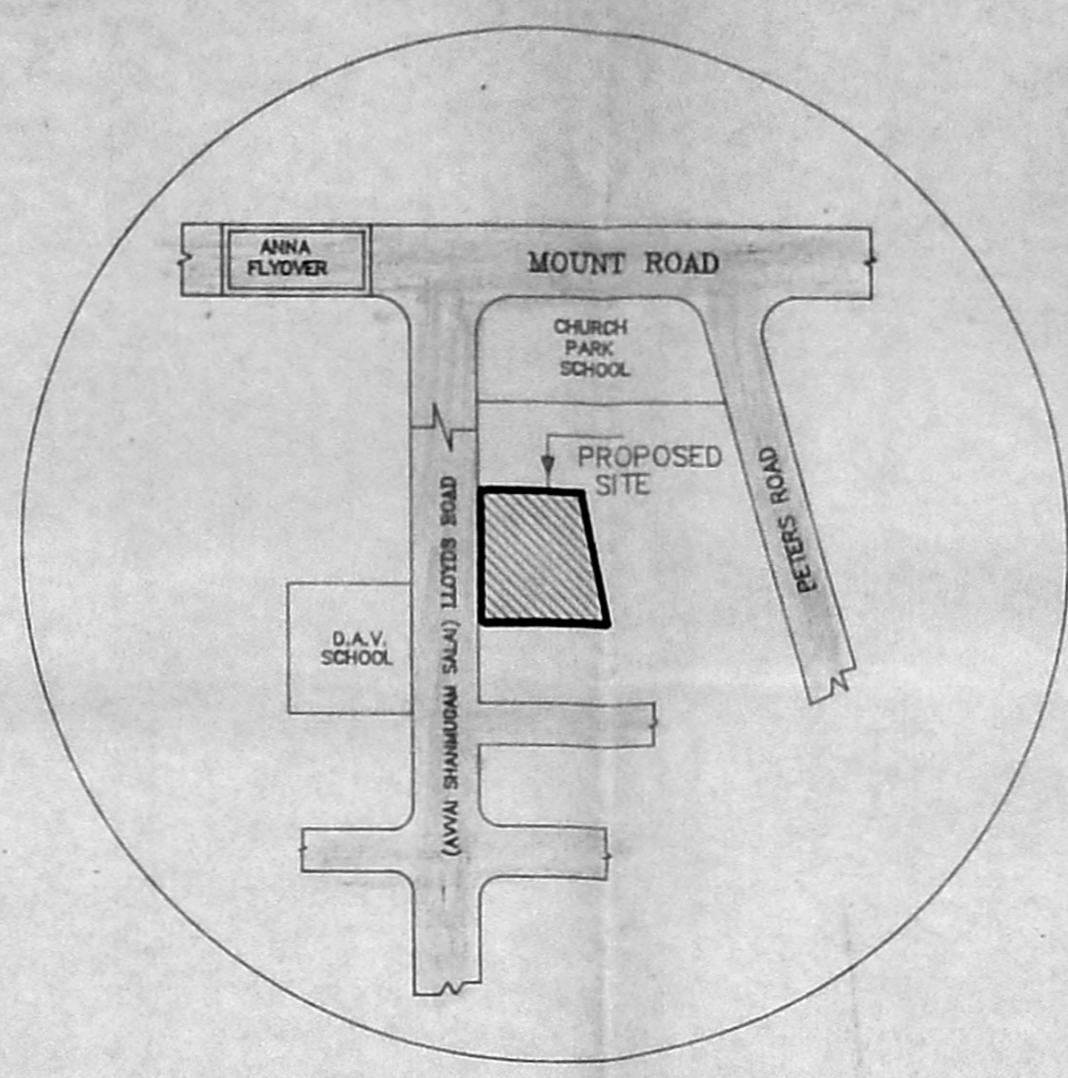 ANNA
FLYOVER
MOUNT ROAD
CHURCH
PARK
SCHOOL
PROPOSED
SITE
PETERS ROAD
(AVVAI SHANMUGAM SALAI) LLOYDS ROAD
D.A.V.
SCHOOL